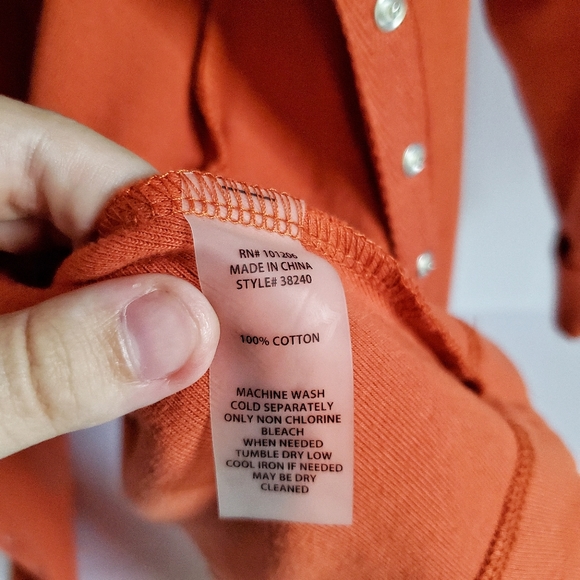 RN# 101206
MADE IN CHINA
STYLE# 38240
100% COTTON
MACHINE WASH
COLD SEPARATELY
ONLY NON CHLORINE
BLEACH
WHEN NEEDED
TUMBLE DRY LOW
COOL IRON IF NEEDED
MAY BE DRY
CLEANED